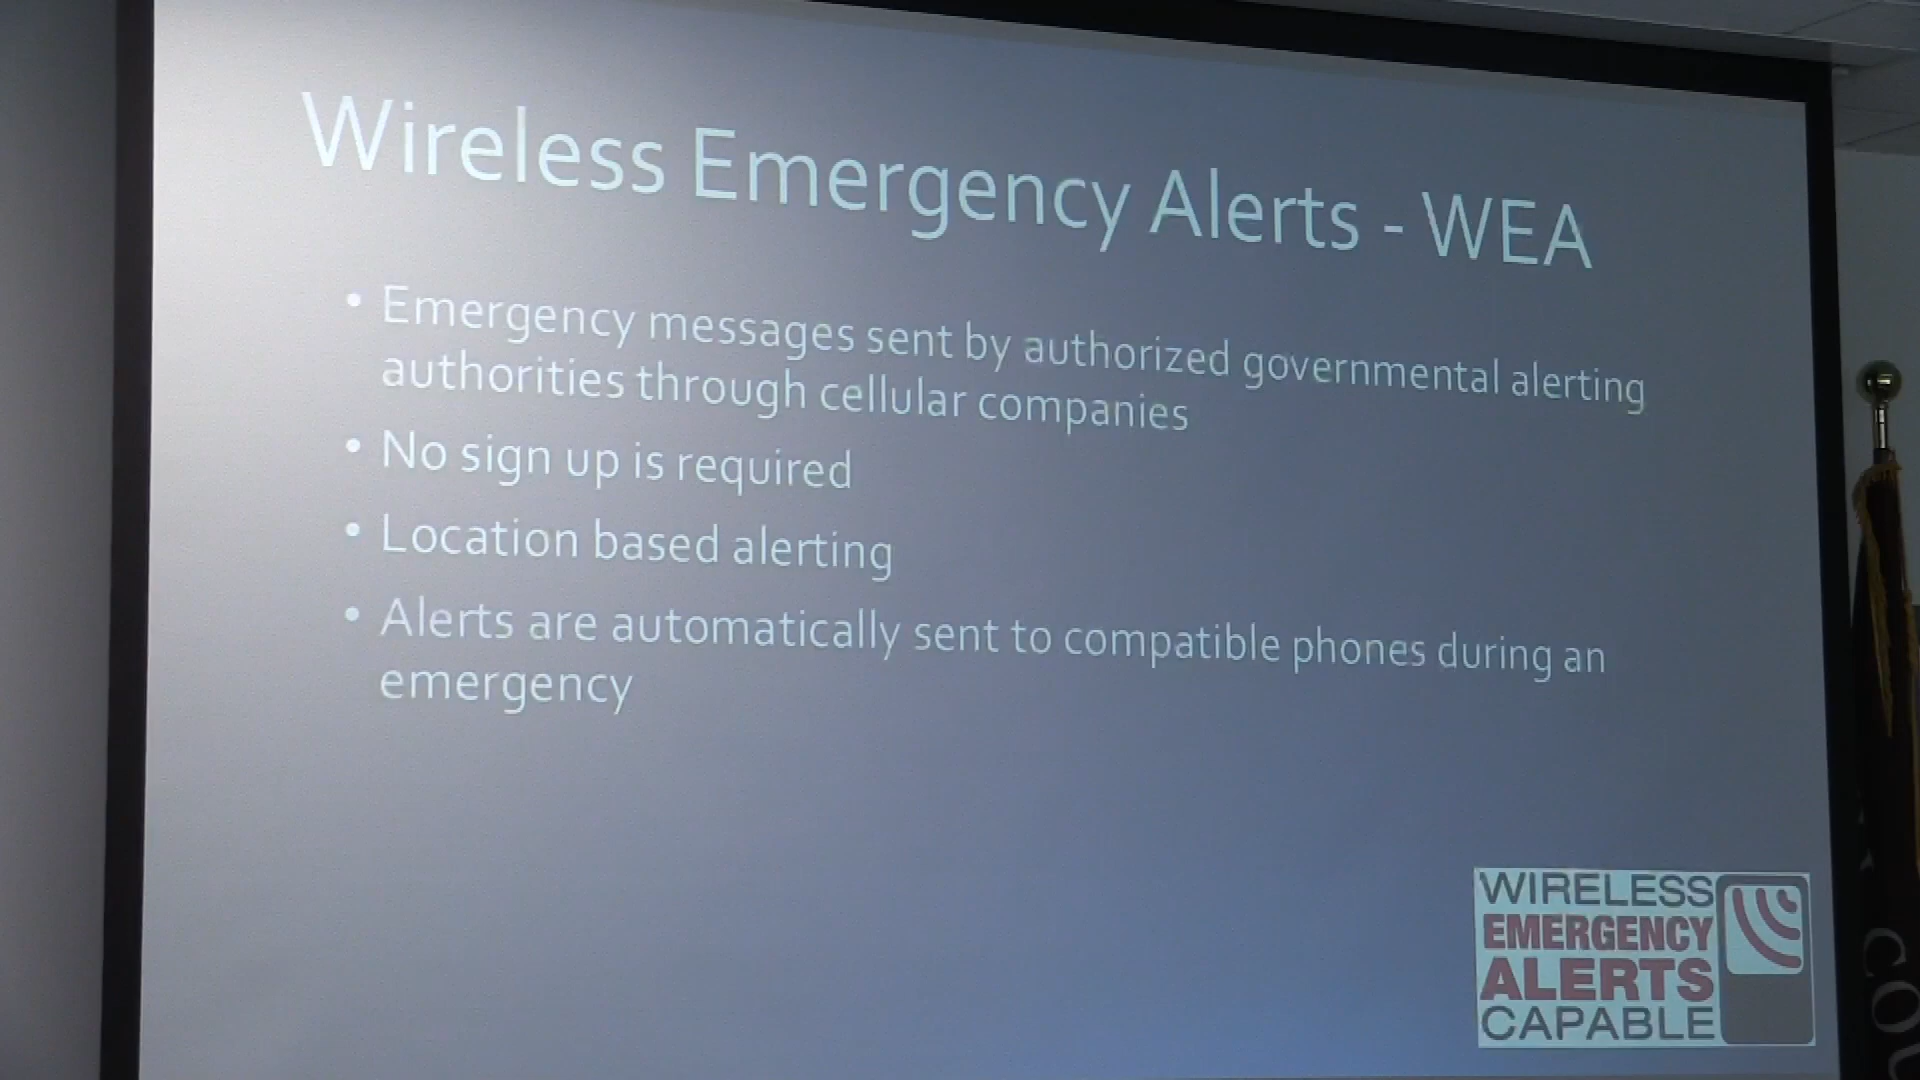 Wireless Emergency Alerts - WEA
• Emergency messages sent by authorized governmental alerting
authorities through cellular companies
• No sign up is required
• Location based alerting
• Alerts are automatically sent to compatible phones during an
emergency
WIRELESS
EMERGENCY
ALERTS
CAPABLE